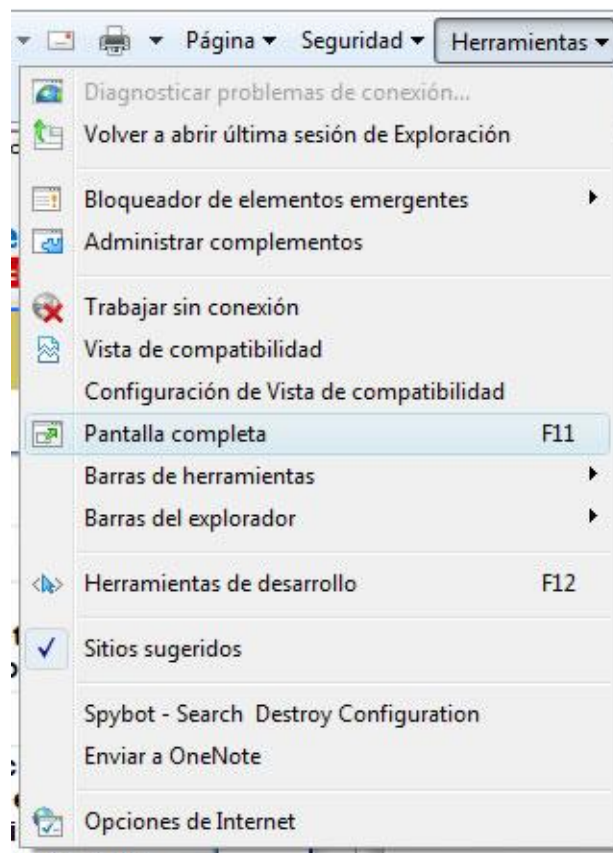 Página Seguridad Herramientas
Diagnosticar problemas de conexión...
Volver a abrir última sesión de Exploración
Bloqueador de elementos emergentes
Administrar complementos
Trabajar sin conexión
Vista de compatibilidad
Configuración de Vista de compatibilidad
Pantalla completa F11
Barras de herramientas
Barras del explorador
Herramientas de desarrollo F12
Sitios sugeridos
Spybot - Search  Destroy Configuration
Enviar a OneNote
Opciones de Internet